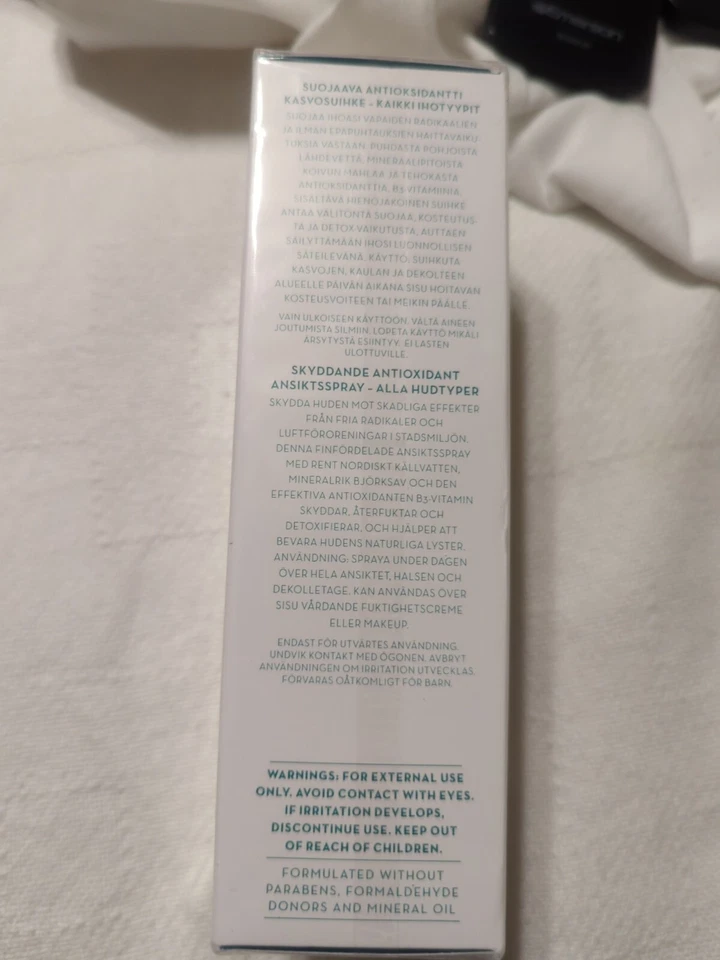 SUOJAAVA ANTIOKSIDANTTI
KASVOSUIHKE - KAIKKI IHOTYYPIT
SUOJAA IHOASI VAPAIDEN RADIKAALIEN
JA ILMAN EPÄPUHTAUKSIEN HAITTAVAIKU-
TUKSIA VASTAAN. PUHDASTA POHJOISTA
LÄHDEVETTÄ, MINERAALIPITOISTA
KOIVUN MAHLAA JA TEHOKASTA
ANTIOKSIDANTTIA, B3-VITAMIINIA
SISÄLTÄVÄ HIENOJAKOINEN SUIHKE
ANTAA VÄLITÖNTÄ SUOJAA, KOSTEUTUS-
TA JA DETOX-VAIKUTUSTA, AUTTAEN
SÄILYTTÄMÄÄN IHOSI LUONNOLLISEN
SÄTEILEVÄNÄ. KÄYTTÖ: SUIHKUTA
KASVOJEN, KAULAN JA DEKOLTEEN
ALUEELLE PÄIVÄN AIKANA SISU HOITAVAN
KOSTEUSVOITEEN TAI MEIKIN PÄÄLLE.
VAIN ULKOISEEN KÄYTTÖÖN. VÄLTÄ AINEEN
JOUTUMISTA SILMIIN. LOPETA KÄYTTÖ MIKÄLI
ÄRSYTYSTÄ ESIINTYY. EI LASTEN
ULOTTUVILLE.
SKYDDANDE ANTIOXIDANT
ANSIKTSSPRAY - ALLA HUDTYPER
SKYDDA HUDEN MOT SKADLIGA EFFEKTER
FRÅN FRIA RADIKALER OCH
LUFTFÖRORENINGAR I STADSMILJÖN.
DENNA FINFÖRDELADE ANSIKTSSPRAY
MED RENT NORDISKT KÄLLVATTEN,
MINERALRIK BJÖRKSAV OCH DEN
EFFEKTIVA ANTIOXIDANTEN B3-VITAMIN
SKYDDAR, ÅTERFUKTAR OCH
DETOXIFIERAR, OCH HJÄLPER ATT
BEVARA HUDENS NATURLIGA LYSTER.
ANVÄNDNING: SPRAYA UNDER DAGEN
ÖVER HELA ANSIKTET, HALSEN OCH
DEKOLLETAGE. KAN ANVÄNDAS ÖVER
SISU VÅRDANDE FUKTIGHETSCREME
ELLER MAKEUP.
ENDAST FÖR UTVÄRTES ANVÄNDNING.
UNDVIK KONTAKT MED ÖGONEN. AVBRYT
ANVÄNDNINGEN OM IRRITATION UTVECKLAS.
FÖRVARAS OÅTKOMLIGT FÖR BARN.
WARNINGS: FOR EXTERNAL USE
ONLY. AVOID CONTACT WITH EYES.
IF IRRITATION DEVELOPS,
DISCONTINUE USE. KEEP OUT
OF REACH OF CHILDREN.
FORMULATED WITHOUT
PARABENS, FORMALDEHYDE
DONORS AND MINERAL OIL